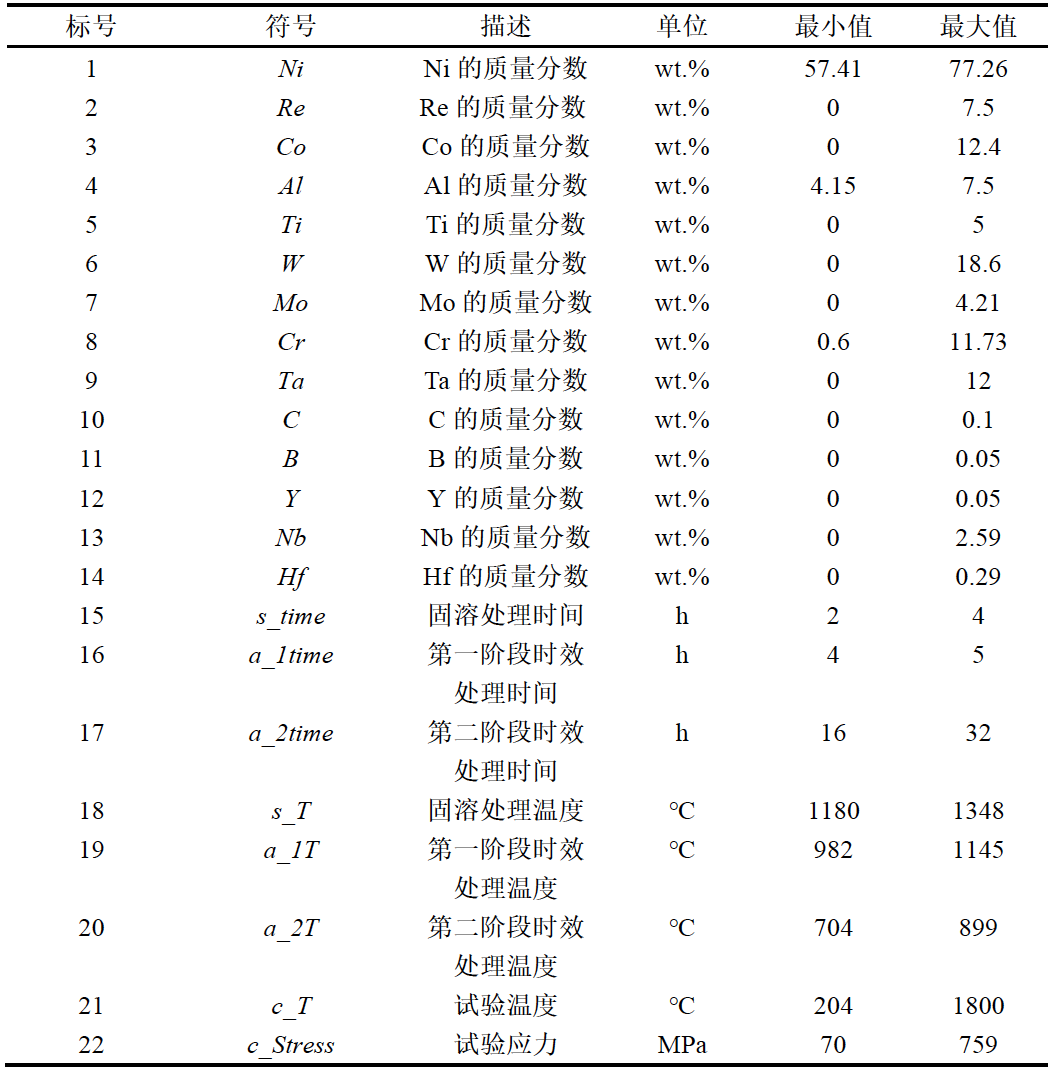 标号 符号 描述 单位 最小值 最大值
1 Ni Ni 的质量分数 wt.% 57.41 77.26
2 Re Re 的质量分数 wt.% 0 7.5
3 Co Co 的质量分数 wt.% 0 12.4
4 Al Al 的质量分数 wt.% 4.15 7.5
5 Ti Ti 的质量分数 wt.% 0 5
6 W W 的质量分数 wt.% 0 18.6
7 Mo Mo 的质量分数 wt.% 0 4.21
8 Cr Cr 的质量分数 wt.% 0.6 11.73
9 Ta Ta 的质量分数 wt.% 0 12
10 C C 的质量分数 wt.% 0 0.1
11 B B 的质量分数 wt.% 0 0.05
12 Y Y 的质量分数 wt.% 0 0.05
13 Nb Nb 的质量分数 wt.% 0 2.59
14 Hf Hf 的质量分数 wt.% 0 0.29
15 s_time 固溶处理时间 h 2 4
16 a_1time 第一阶段时效 h 4 5
处理时间
17 a_2time 第二阶段时效 h 16 32
处理时间
18 s_T 固溶处理温度 °C 1180 1348
19 a_1T 第一阶段时效 °C 982 1145
处理温度
20 a_2T 第二阶段时效 °C 704 899
处理温度
21 c_T 试验温度 °C 204 1800
22 c_Stress 试验应力 MPa 70 759